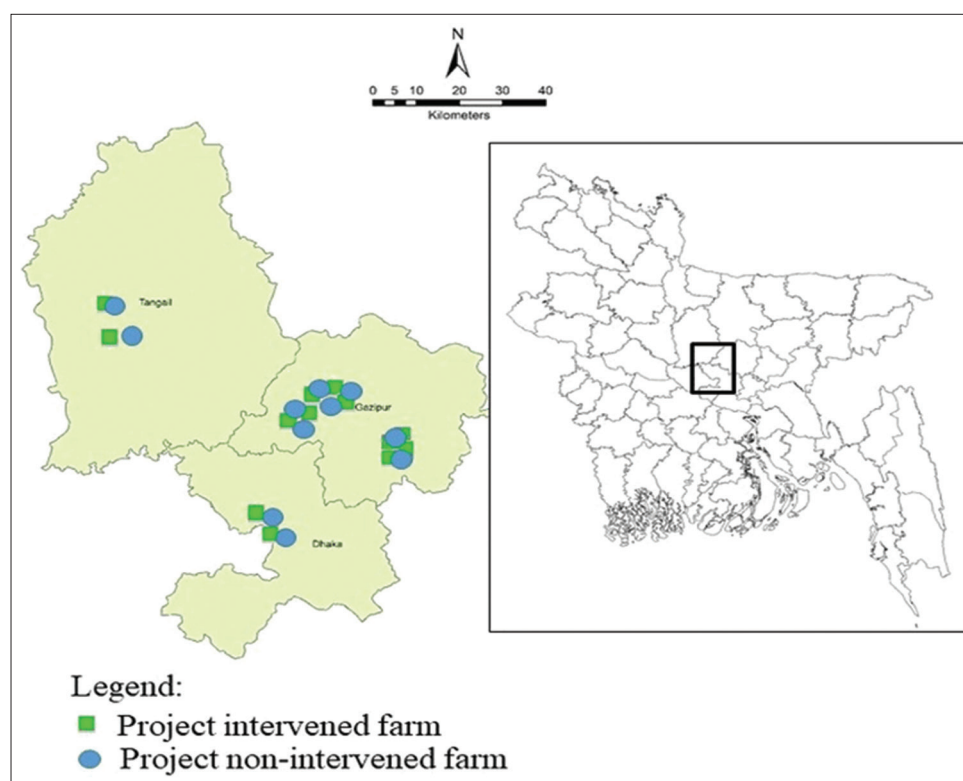 N
0 5 10 20 30 40
Kilometers
Tangail
Gazipur
Dhaka
Legend:
Project intervened farm
Project non-intervened farm